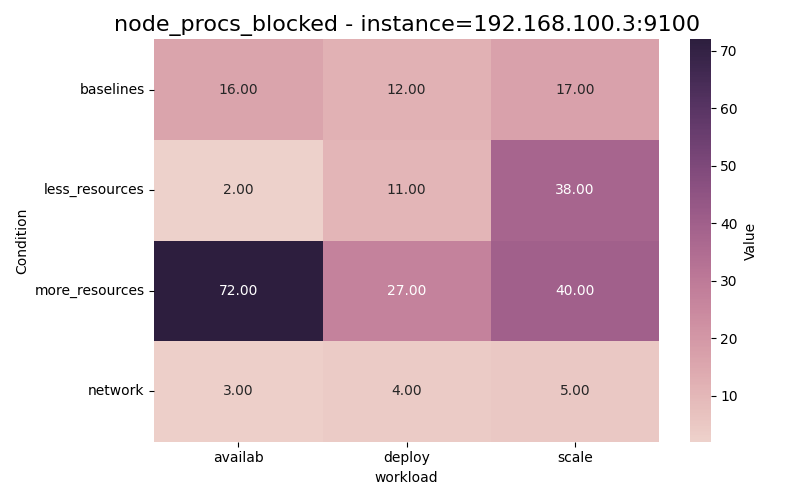 node_procs_blocked - instance=192.168.100.3:9100
Condition
baselines
16.00 12.00 17.00
less_resources
2.00 11.00 38.00
more_resources
72.00 27.00 40.00
network
3.00 4.00 5.00
availab deploy scale
workload
70
60
50
40
30
20
10
Value